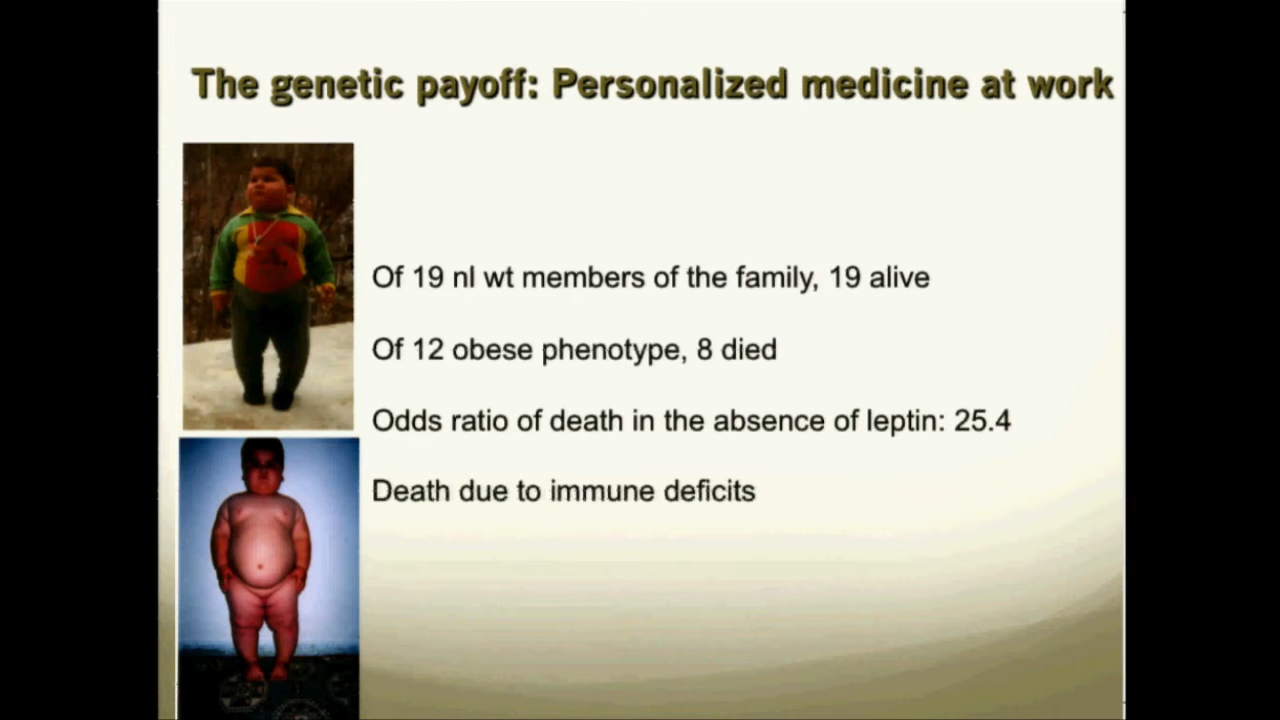 The genetic payoff: Personalized medicine at work
Of 19 nl wt members of the family, 19 alive
Of 12 obese phenotype, 8 died
Odds ratio of death in the absence of leptin: 25.4
Death due to immune deficits